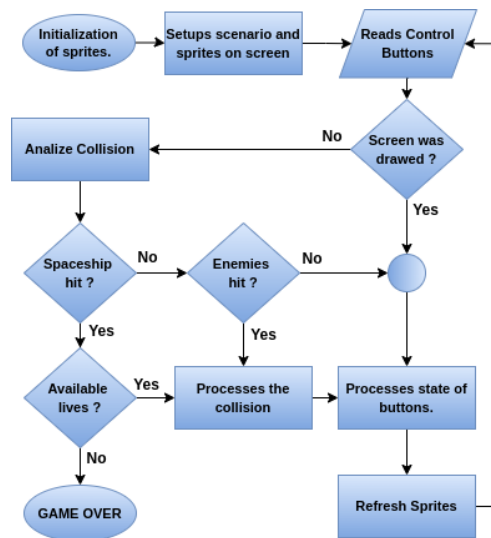 Initialization
of sprites.
Setups scenario and
sprites on screen
Reads Control
Buttons
Screen was
drawed ?
No
Yes
Analize Collision
Spaceship
hit ?
No
Yes
Enemies
hit ?
No
Yes
Available
lives ?
Yes
No
Processes the
collision
Processes state of
buttons.
GAME OVER
Refresh Sprites